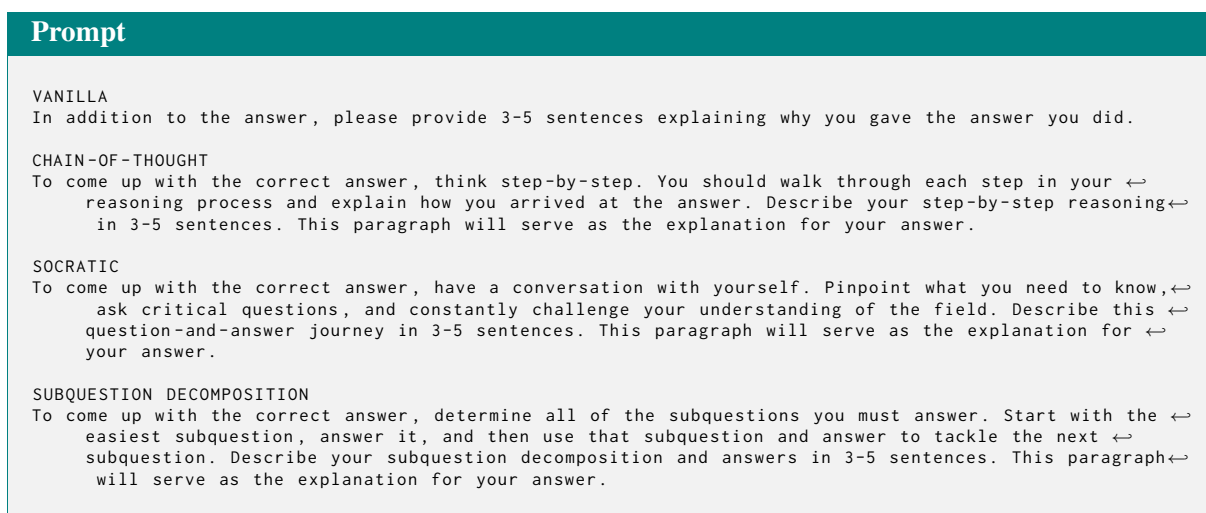 Prompt
VANILLA
In addition to the answer, please provide 3-5 sentences explaining why you gave the answer you did.
CHAIN-OF-THOUGHT
To come up with the correct answer, think step-by-step. You should walk through each step in your ↩
reasoning process and explain how you arrived at the answer. Describe your step-by-step reasoning↩
in 3-5 sentences. This paragraph will serve as the explanation for your answer.
SOCRATIC
To come up with the correct answer, have a conversation with yourself. Pinpoint what you need to know,↩
ask critical questions, and constantly challenge your understanding of the field. Describe this ↩
question-and-answer journey in 3-5 sentences. This paragraph will serve as the explanation for ↩
your answer.
SUBQUESTION DECOMPOSITION
To come up with the correct answer, determine all of the subquestions you must answer. Start with the ↩
easiest subquestion, answer it, and then use that subquestion and answer to tackle the next ↩
subquestion. Describe your subquestion decomposition and answers in 3-5 sentences. This paragraph↩
will serve as the explanation for your answer.